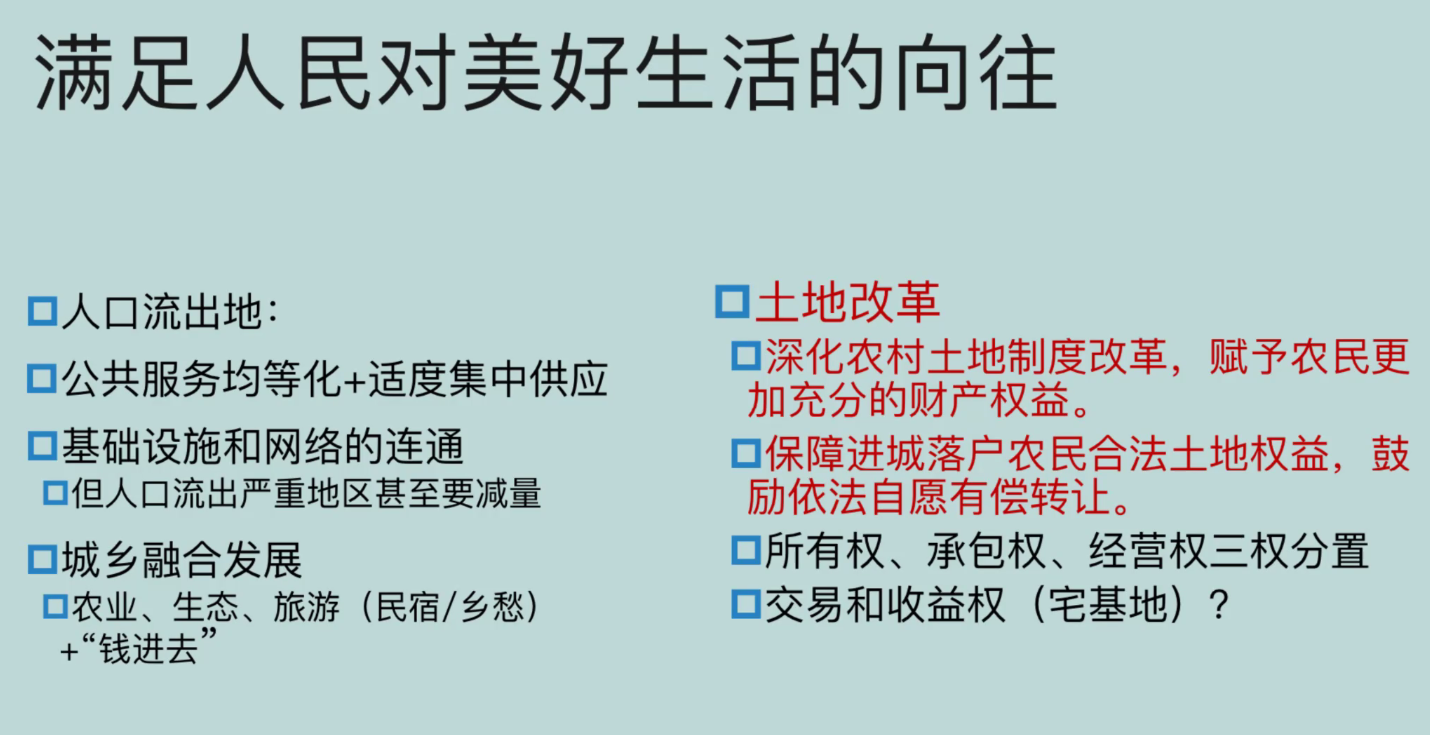 满足人民对美好生活的向往
人口流出地：
公共服务均等化+适度集中供应
基础设施和网络的连通
但人口流出严重地区甚至要减量
城乡融合发展
农业、生态、旅游（民宿/乡愁）
+“钱进去”
土地改革
深化农村土地制度改革，赋予农民更
加充分的财产权益。
保障进城落户农民合法土地权益，鼓
励依法自愿有偿转让。
所有权、承包权、经营权三权分置
交易和收益权（宅基地）？